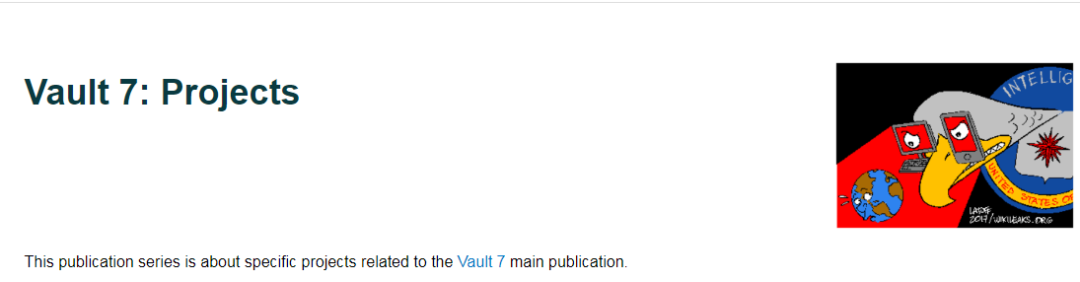 Vault 7: Projects
INTELLIG
UNITED STATES OF
2017/WIKILEAKS.ORG
This publication series is about specific projects related to the Vault 7 main publication.